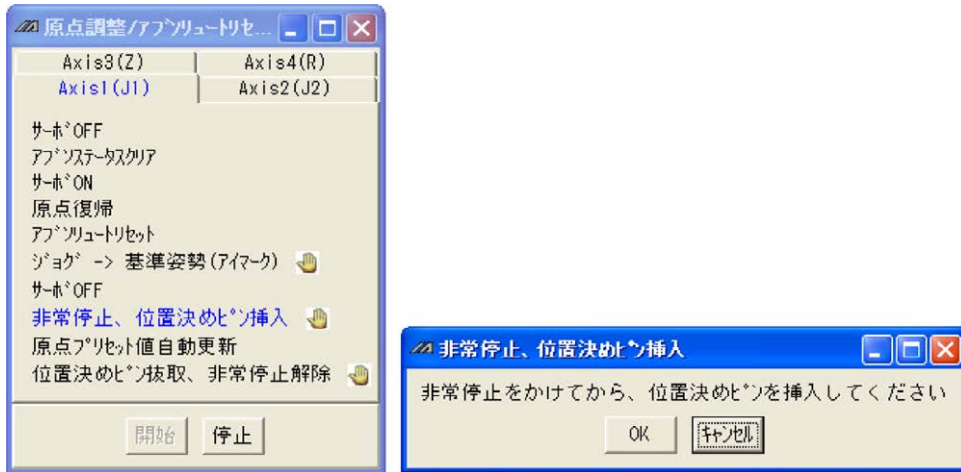 原点調整/アブソリュートリセ...
Axis3(Z) Axis4(R)
Axis1(J1) Axis2(J2)
サーボOFF
アブソステータスクリア
サーボON
原点復帰
アブソリュートリセット
ジョグ -> 基準姿勢(アイマーク)
サーボOFF
非常停止、位置決めピン挿入
原点プリセット値自動更新
位置決めピン抜取、非常停止解除
開始 停止
非常停止、位置決めピン挿入
非常停止をかけてから、位置決めピンを挿入してください
OK キャンセル